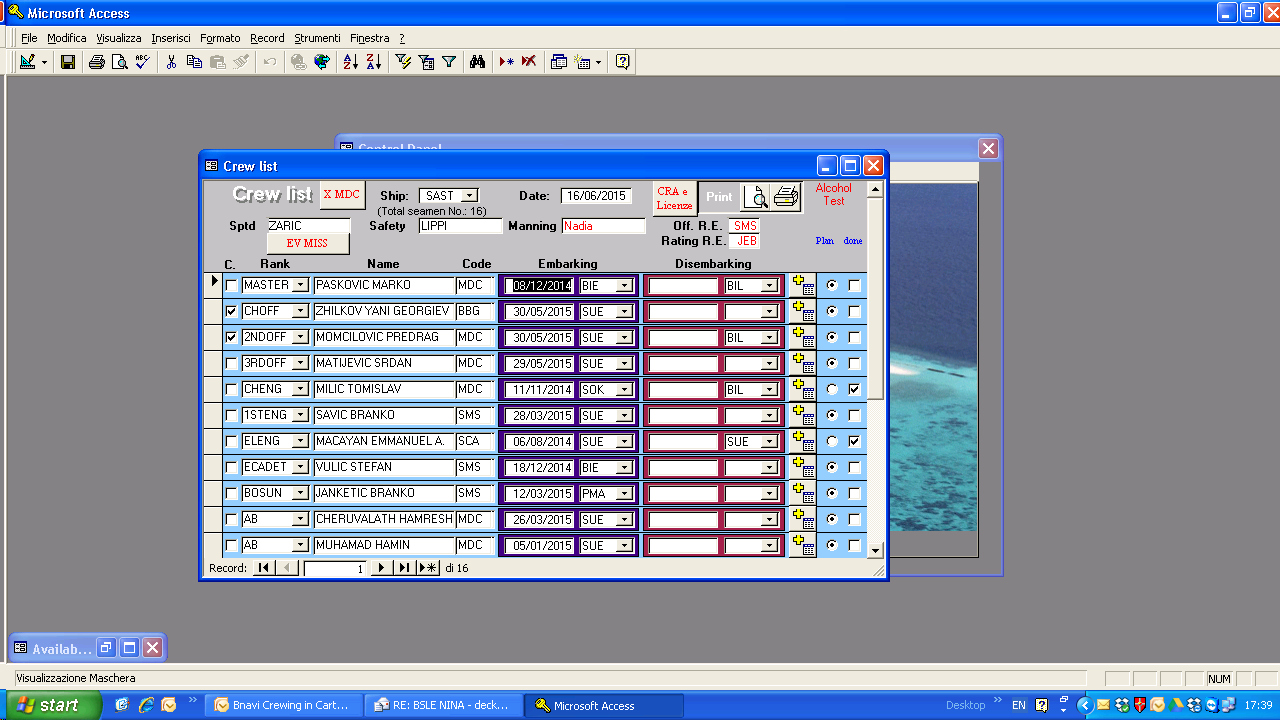 Microsoft Access
File Modifica Visualizza Inserisci Formato Record Strumenti Finestra ?
Control Panel
Crew list
Crew list X MDC Ship: SAST Date: 16/06/2015 CRA e Licenze Print Alcohol Test
(Total seamen No.: 16)
Sptd ZARIC Safety LIPPI Manning Nadia Off. R.E. SMS
EV MISS Rating R.E. JEB Plan done
C. Rank Name Code Embarking Disembarking
MASTER PASKOVIC MARKO MDC 08/12/2014 BIE BIL
CHOFF ZHILKOV YANI GEORGIEV BBG 30/05/2015 SUE
2NDOFF MOMCILOVIC PREDRAG MDC 30/05/2015 SUE BIL
3RDOFF MATIJEVIC SRDAN MDC 29/05/2015 SUE
CHENG MILIC TOMISLAV MDC 11/11/2014 SOK BIL
1STENG SAVIC BRANKO SMS 28/03/2015 SUE
ELENG MACAYAN EMMANUEL A. SCA 06/08/2014 SUE SUE
ECADET VULIC STEFAN SMS 18/12/2014 BIE
BOSUN JANKETIC BRANKO SMS 12/03/2015 PMA
AB CHERUVALATH HAMRESH MDC 26/03/2015 SUE
AB MUHAMAD HAMIN MDC 05/01/2015 SUE
Record: 1 di 16
Availab...
Visualizzazione Maschera NUM
start Bnavi Crewing in Cart... RE: BSLE NINA - deck... Microsoft Access Desktop EN 17:39